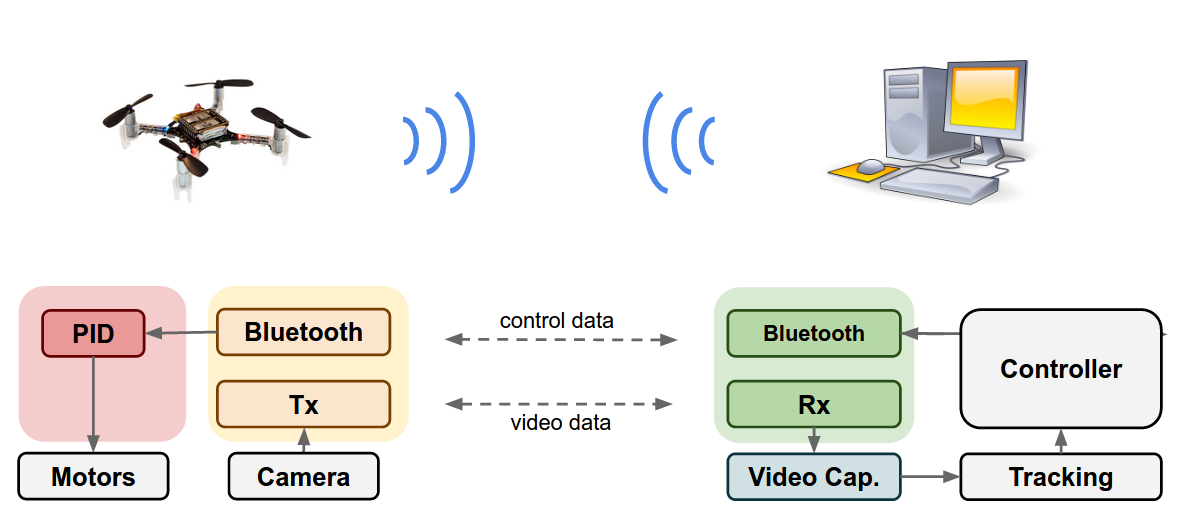 control data
video data
PID
Bluetooth
Tx
Motors
Camera
Bluetooth
Rx
Controller
Video Cap.
Tracking